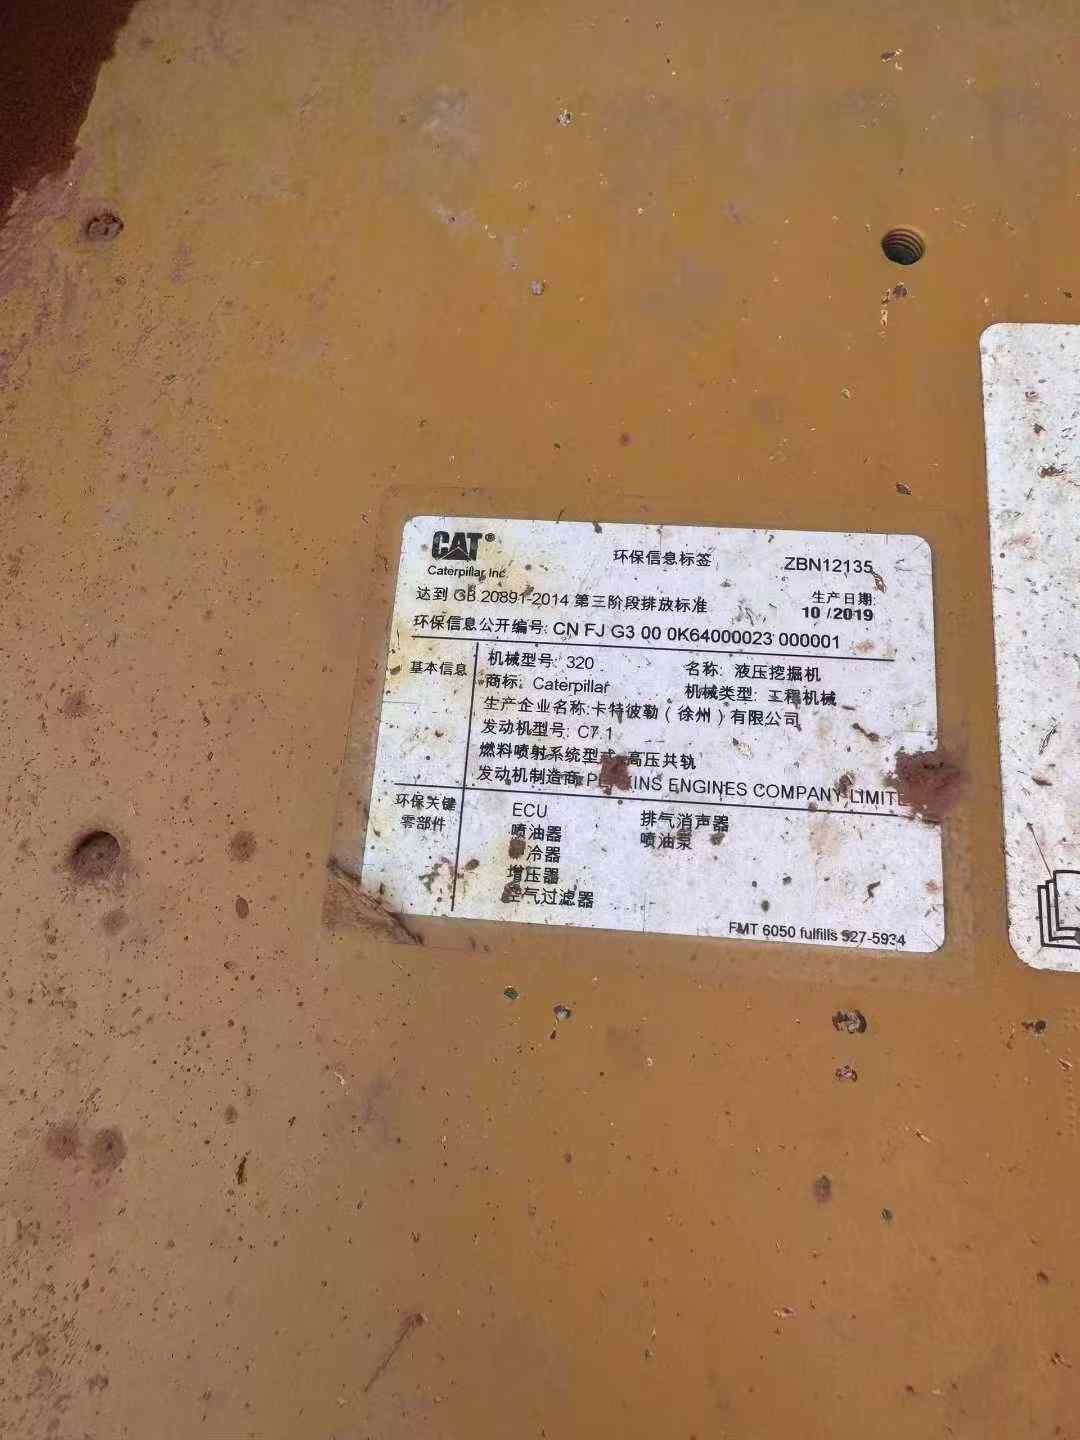 CAT®
环保信息标签
ZBN12135
Caterpillar Inc.
达到 GB 20891-2014 第三阶段排放标准
生产日期:
10 /2019
环保信息公开编号: CN FJ G3 00 0K64000023 000001
基本信息
机械型号: 320
名称: 液压挖掘机
商标: Caterpillar
机械类型: 工程机械
生产企业名称:卡特彼勒（徐州）有限公司
发动机型号: C7.1
燃料喷射系统型式: 高压共轨
发动机制造商 ENGINES COMPANY
环保关键
零部件
ECU
排气消声器
喷油器
喷油泵
冷器
增压器
空气过滤器
FMT 6050 fulfills 527-5934